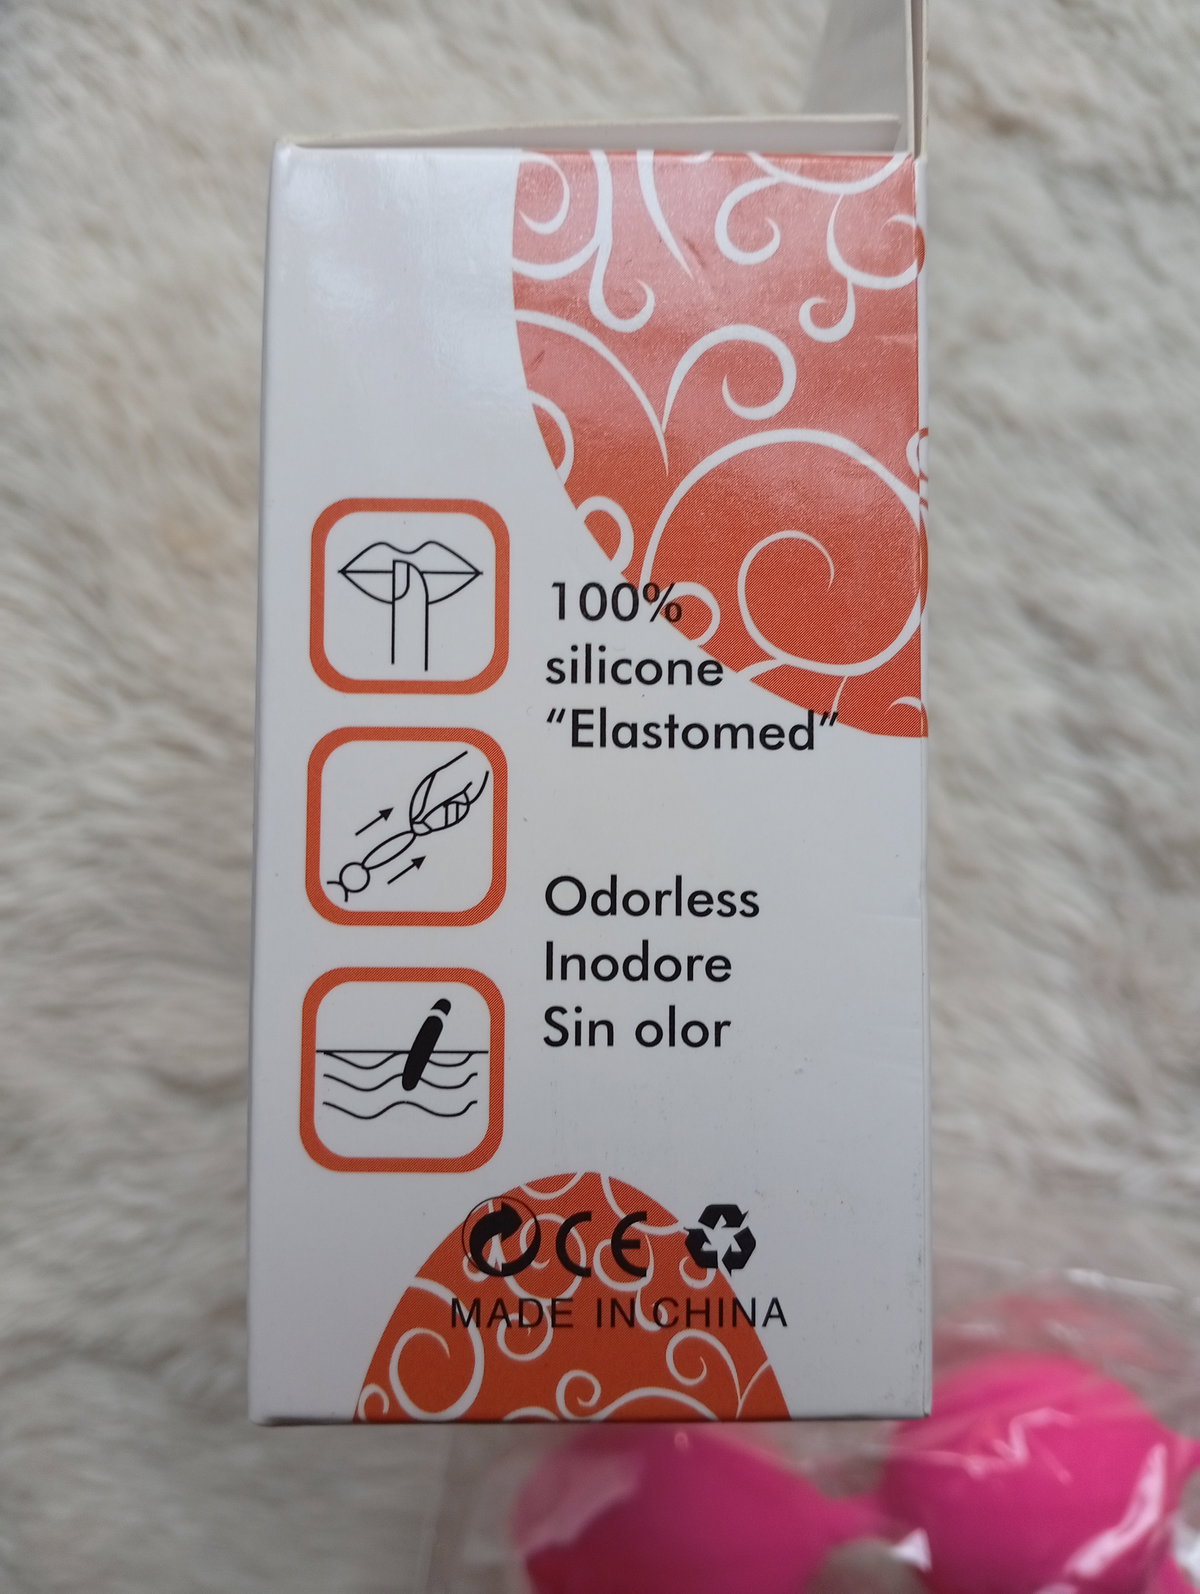 100%
silicone
“Elastomed”
Odorless
Inodore
Sin olor
CE
MADE IN CHINA